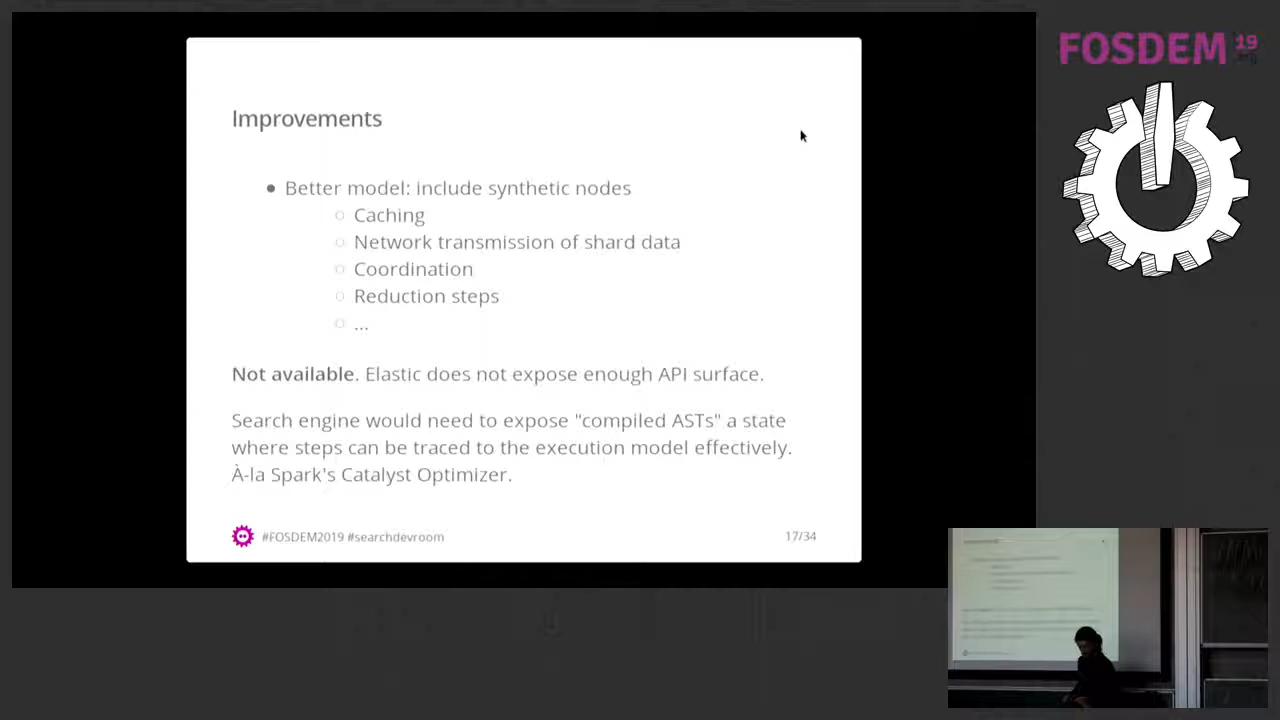 FOSDEM 19
.org
Improvements
● Better model: include synthetic nodes
○ Caching
○ Network transmission of shard data
○ Coordination
○ Reduction steps
○ ...
Not available. Elastic does not expose enough API surface.
Search engine would need to expose "compiled ASTs" a state
where steps can be traced to the execution model effectively.
À-la Spark's Catalyst Optimizer.
#FOSDEM2019 #searchdevroom
17/34